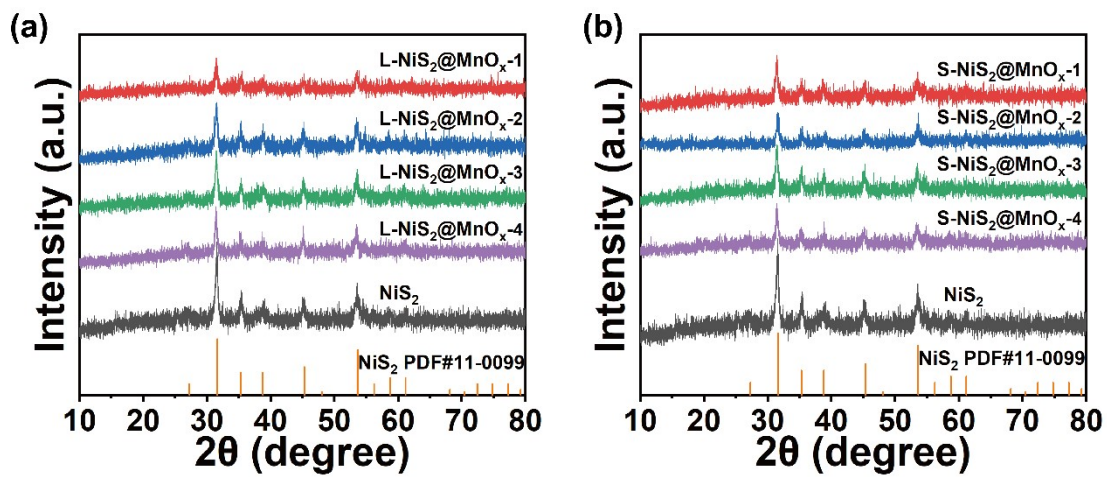 (a)
Intensity (a.u.)
L-NiS₂@MnOₓ-1
L-NiS₂@MnOₓ-2
L-NiS₂@MnOₓ-3
L-NiS₂@MnOₓ-4
NiS₂
NiS₂ PDF#11-0099
10 20 30 40 50 60 70 80
2θ (degree)
(b)
Intensity (a.u.)
S-NiS₂@MnOₓ-1
S-NiS₂@MnOₓ-2
S-NiS₂@MnOₓ-3
S-NiS₂@MnOₓ-4
NiS₂
NiS₂ PDF#11-0099
10 20 30 40 50 60 70 80
2θ (degree)